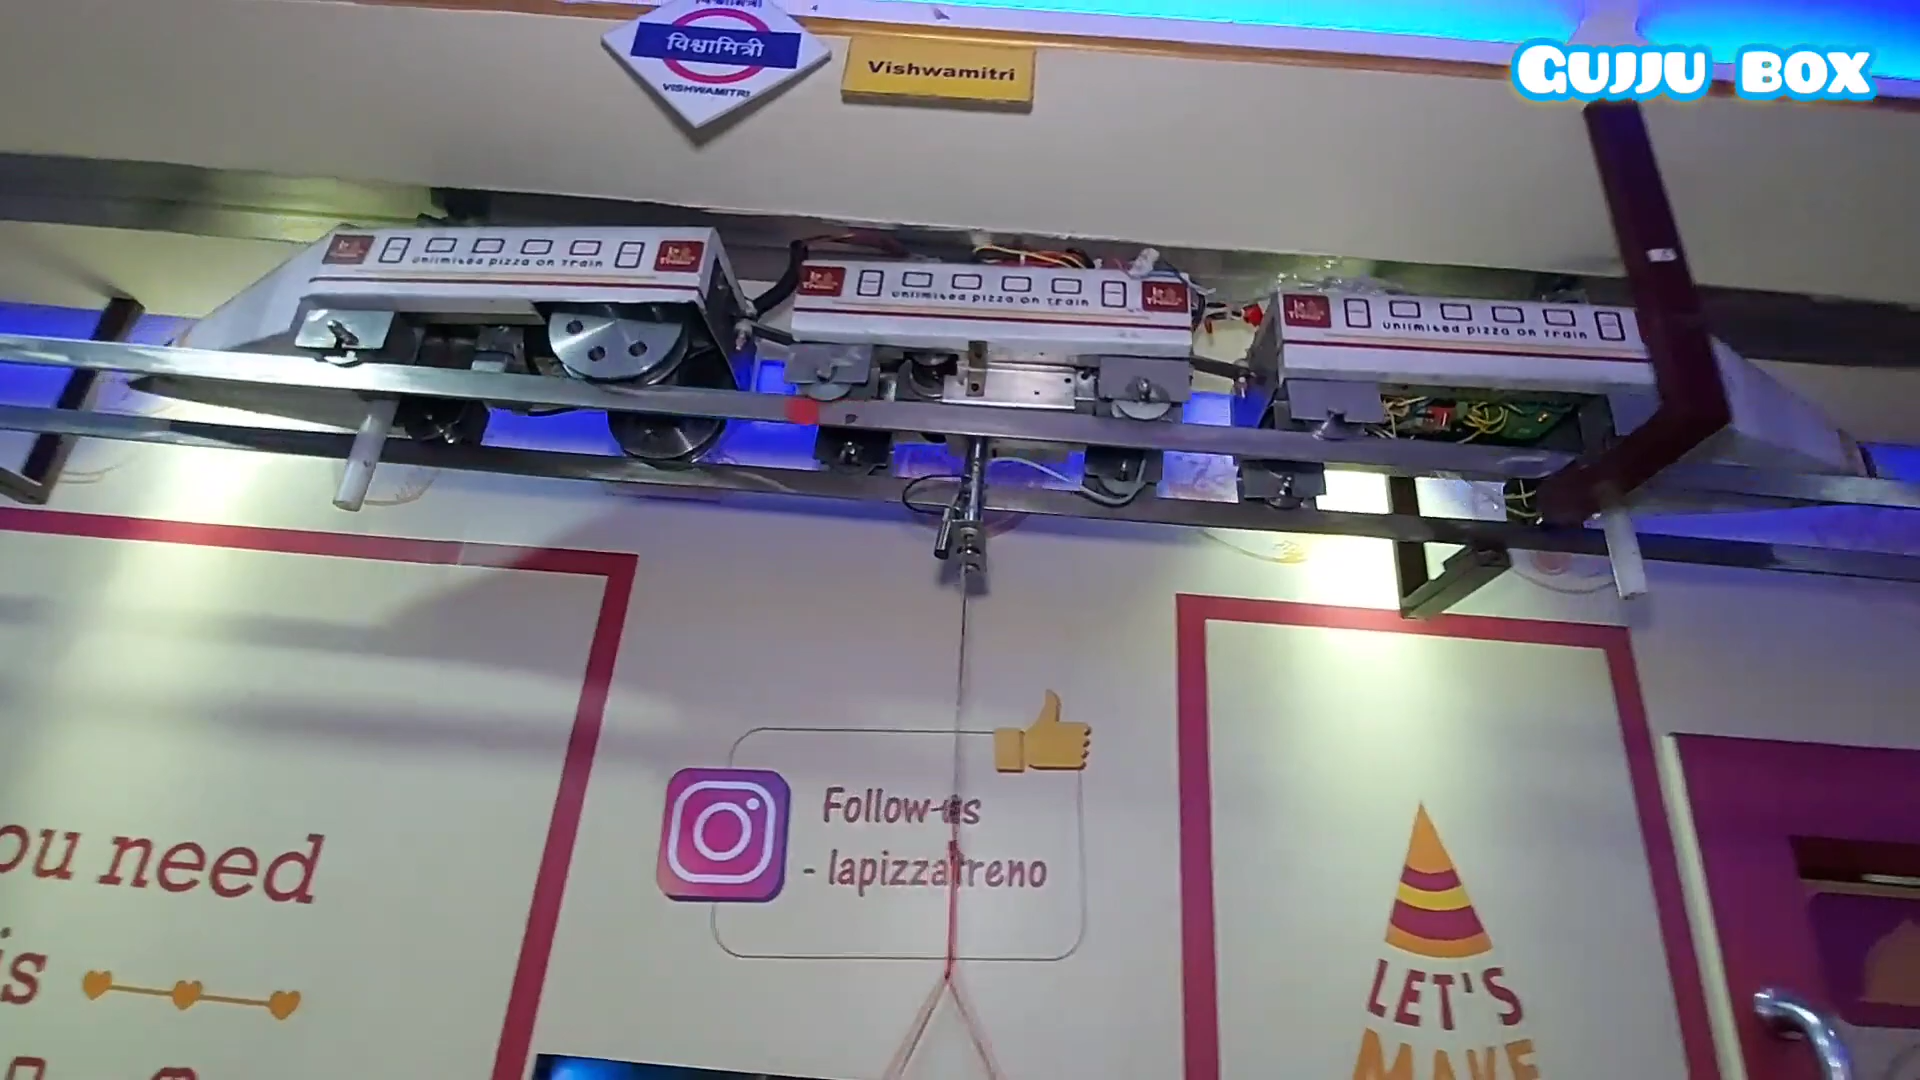 विश्वामित्री
VISHWAMITRI
Vishwamitri
GUJJU BOX
unlimited pizza on Train
unlimited pizza on Train
unlimited pizza on Train
ou need
is
Follow us
- lapizzatreno
LET'S
MAKE